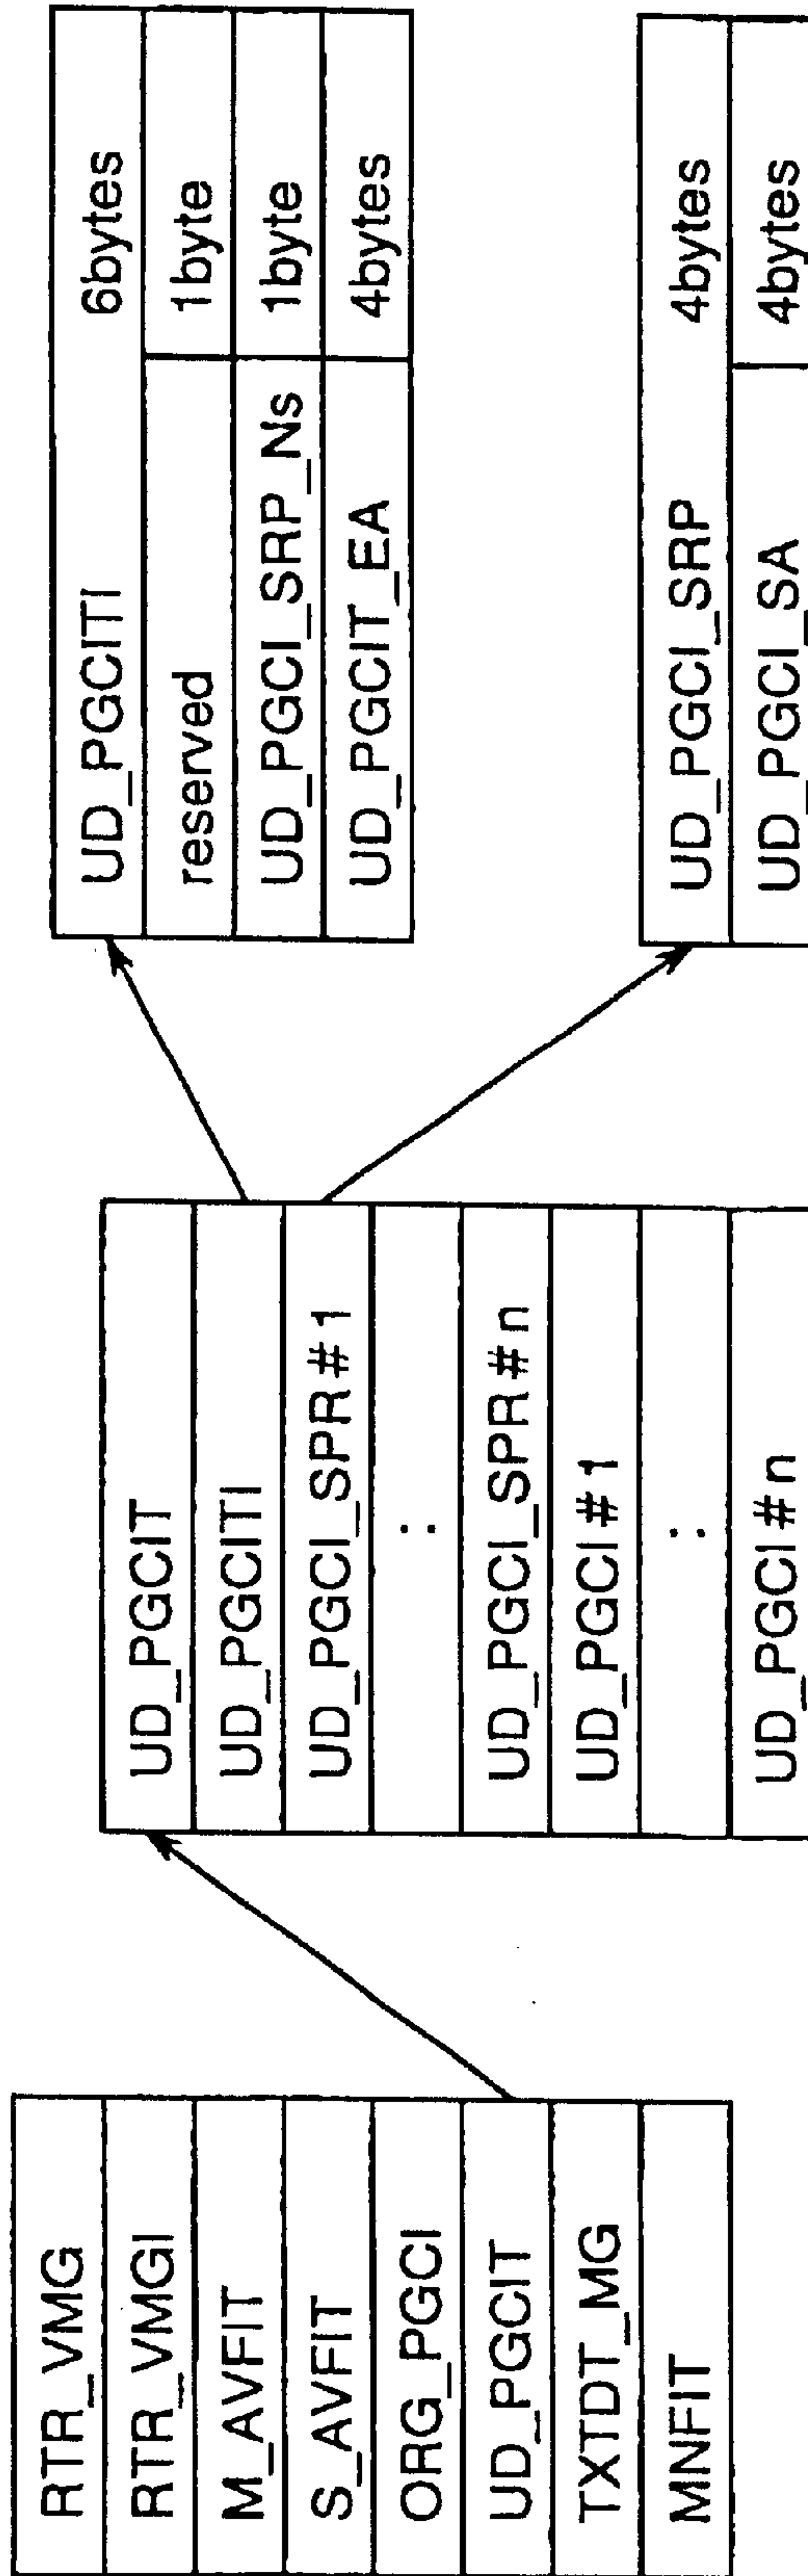 RTR_VMG
RTR_VMGI
M_AVFIT
S_AVFIT
ORG_PGCI
UD_PGCIT
TXTDT_MG
MNFIT
UD_PGCIT
UD_PGCITI
UD_PGCI_SPR#1
:
UD_PGCI_SPR#n
UD_PGCI#1
:
UD_PGCI#n
UD_PGCITI 6bytes
reserved 1byte
UD_PGCI_SRP_Ns 1byte
UD_PGCIT_EA 4bytes
UD_PGCI_SRP 4bytes
UD_PGCI_SA 4bytes